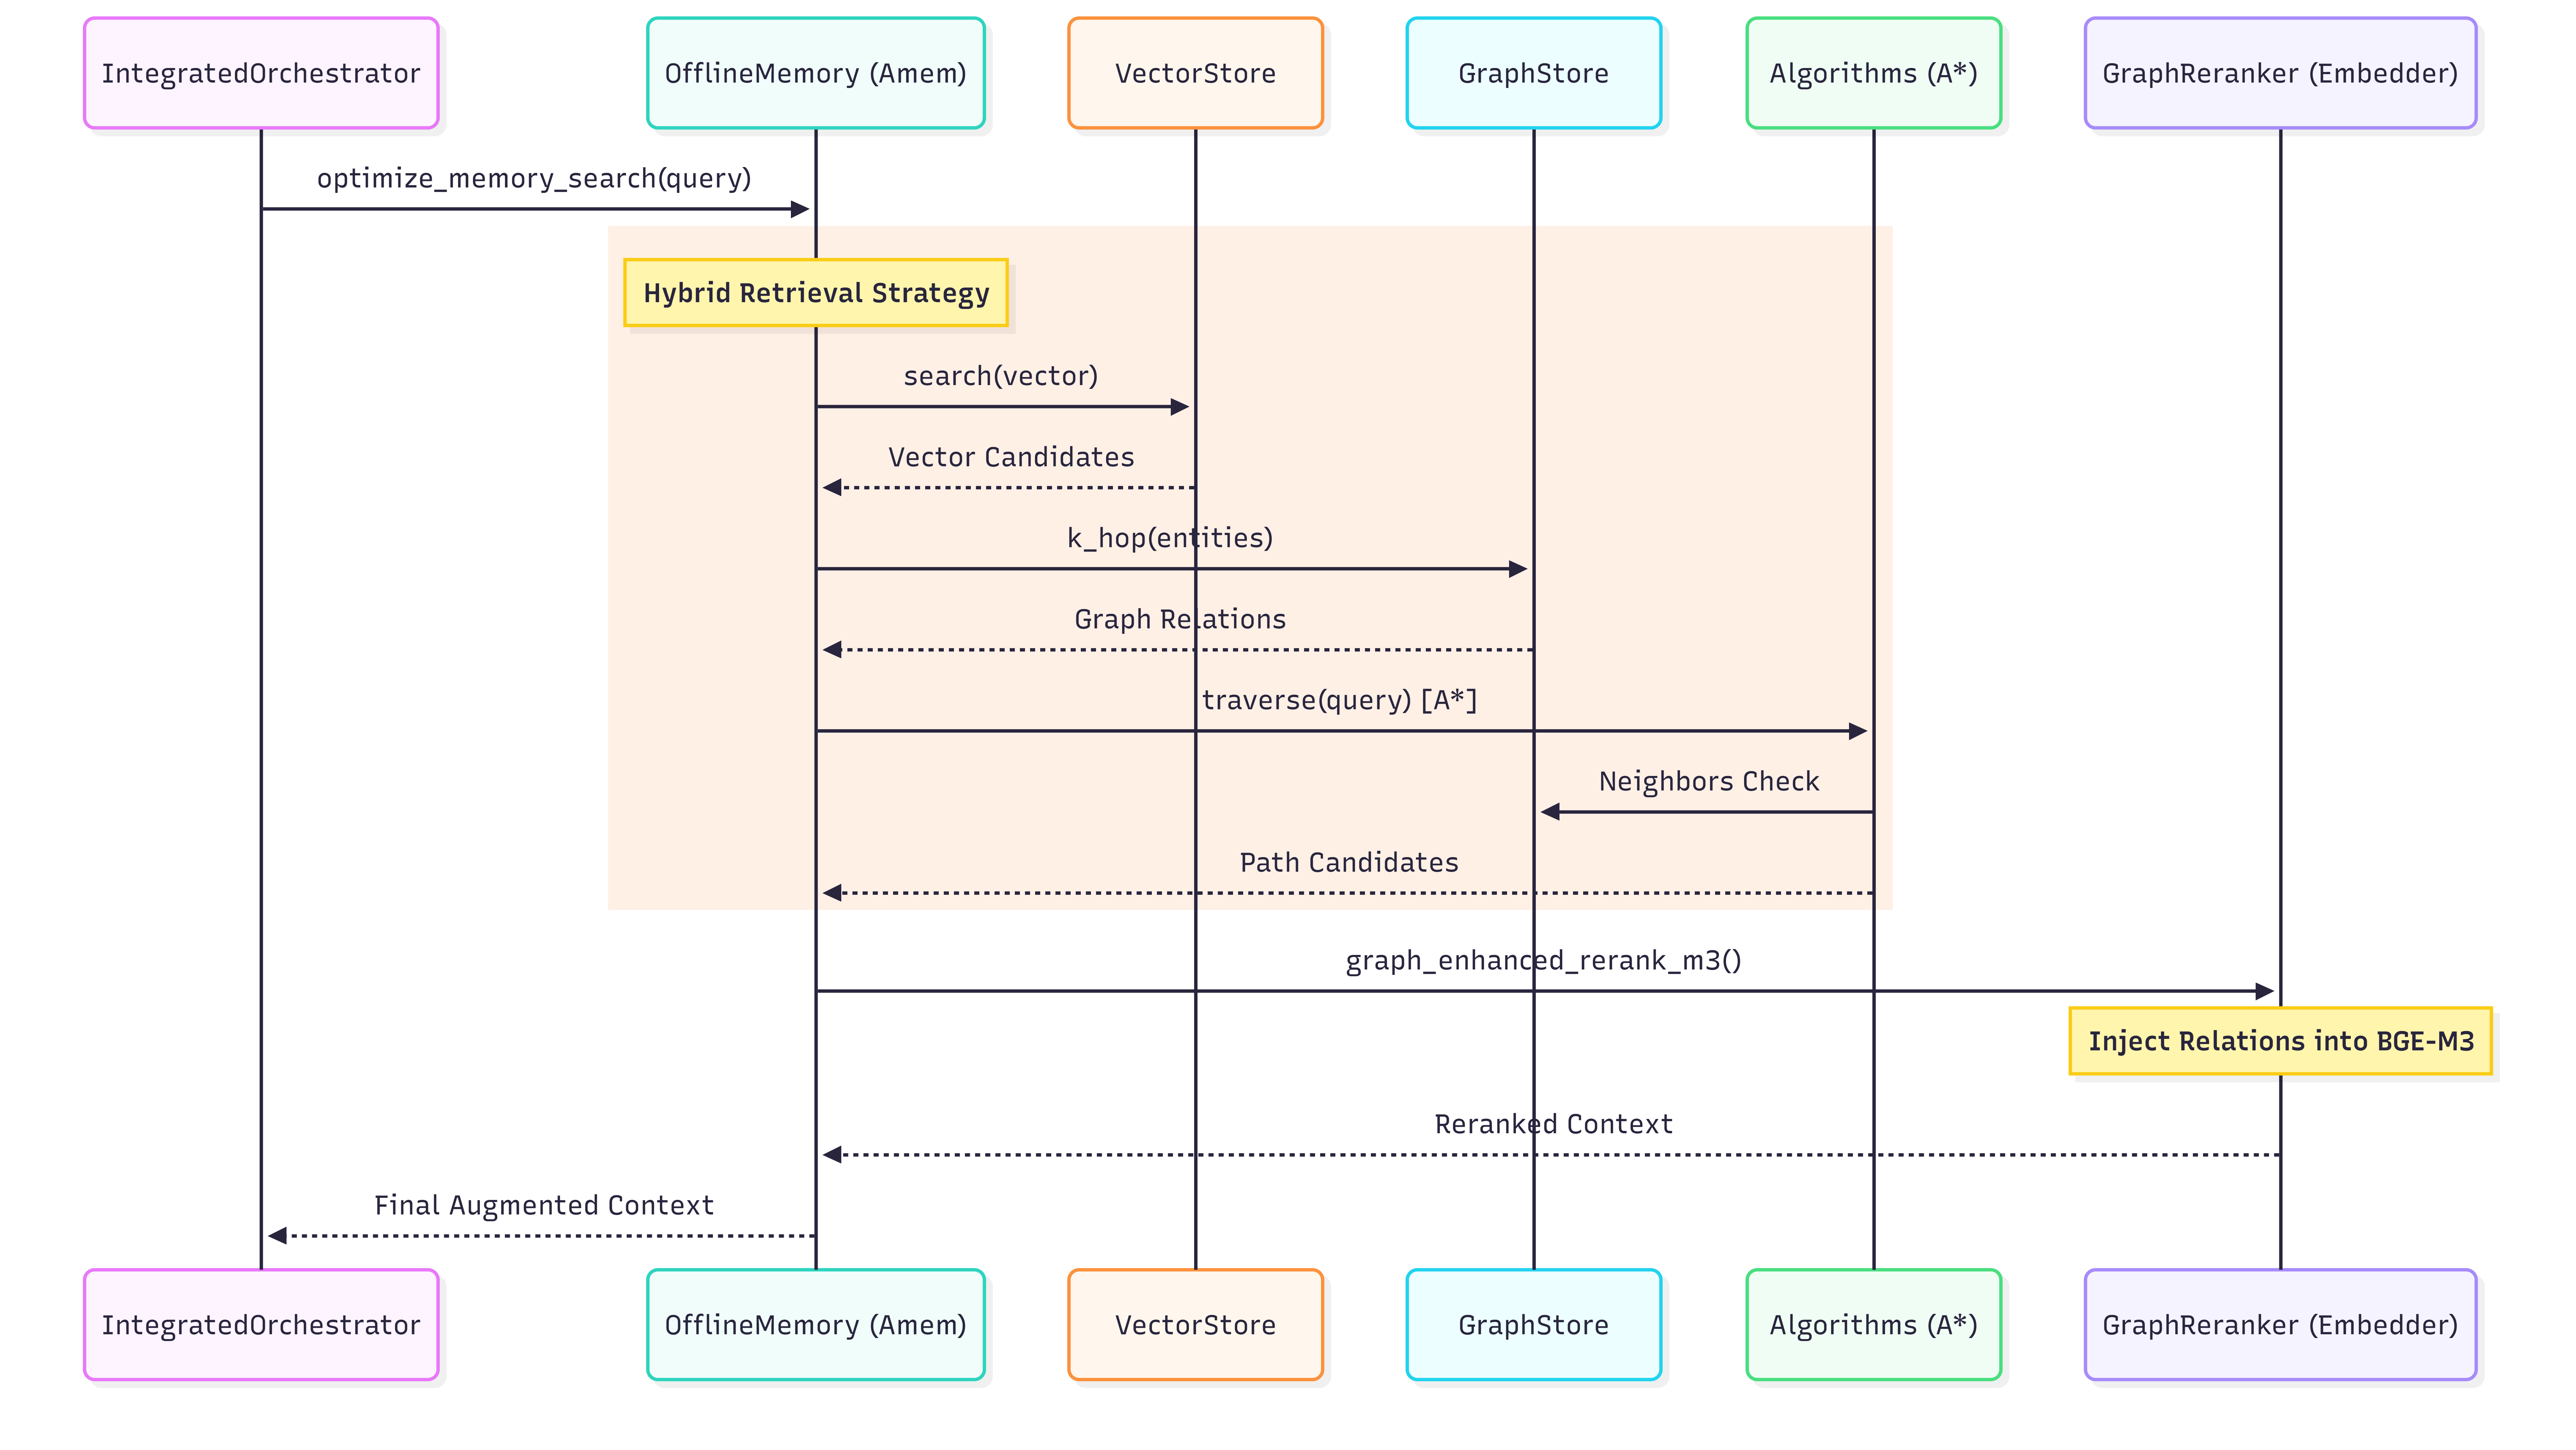 IntegratedOrchestrator
OfflineMemory (Amem)
VectorStore
GraphStore
Algorithms (A*)
GraphReranker (Embedder)
optimize_memory_search(query)
Hybrid Retrieval Strategy
search(vector)
Vector Candidates
k_hop(entities)
Graph Relations
traverse(query) [A*]
Neighbors Check
Path Candidates
graph_enhanced_rerank_m3()
Inject Relations into BGE-M3
Reranked Context
Final Augmented Context
IntegratedOrchestrator
OfflineMemory (Amem)
VectorStore
GraphStore
Algorithms (A*)
GraphReranker (Embedder)